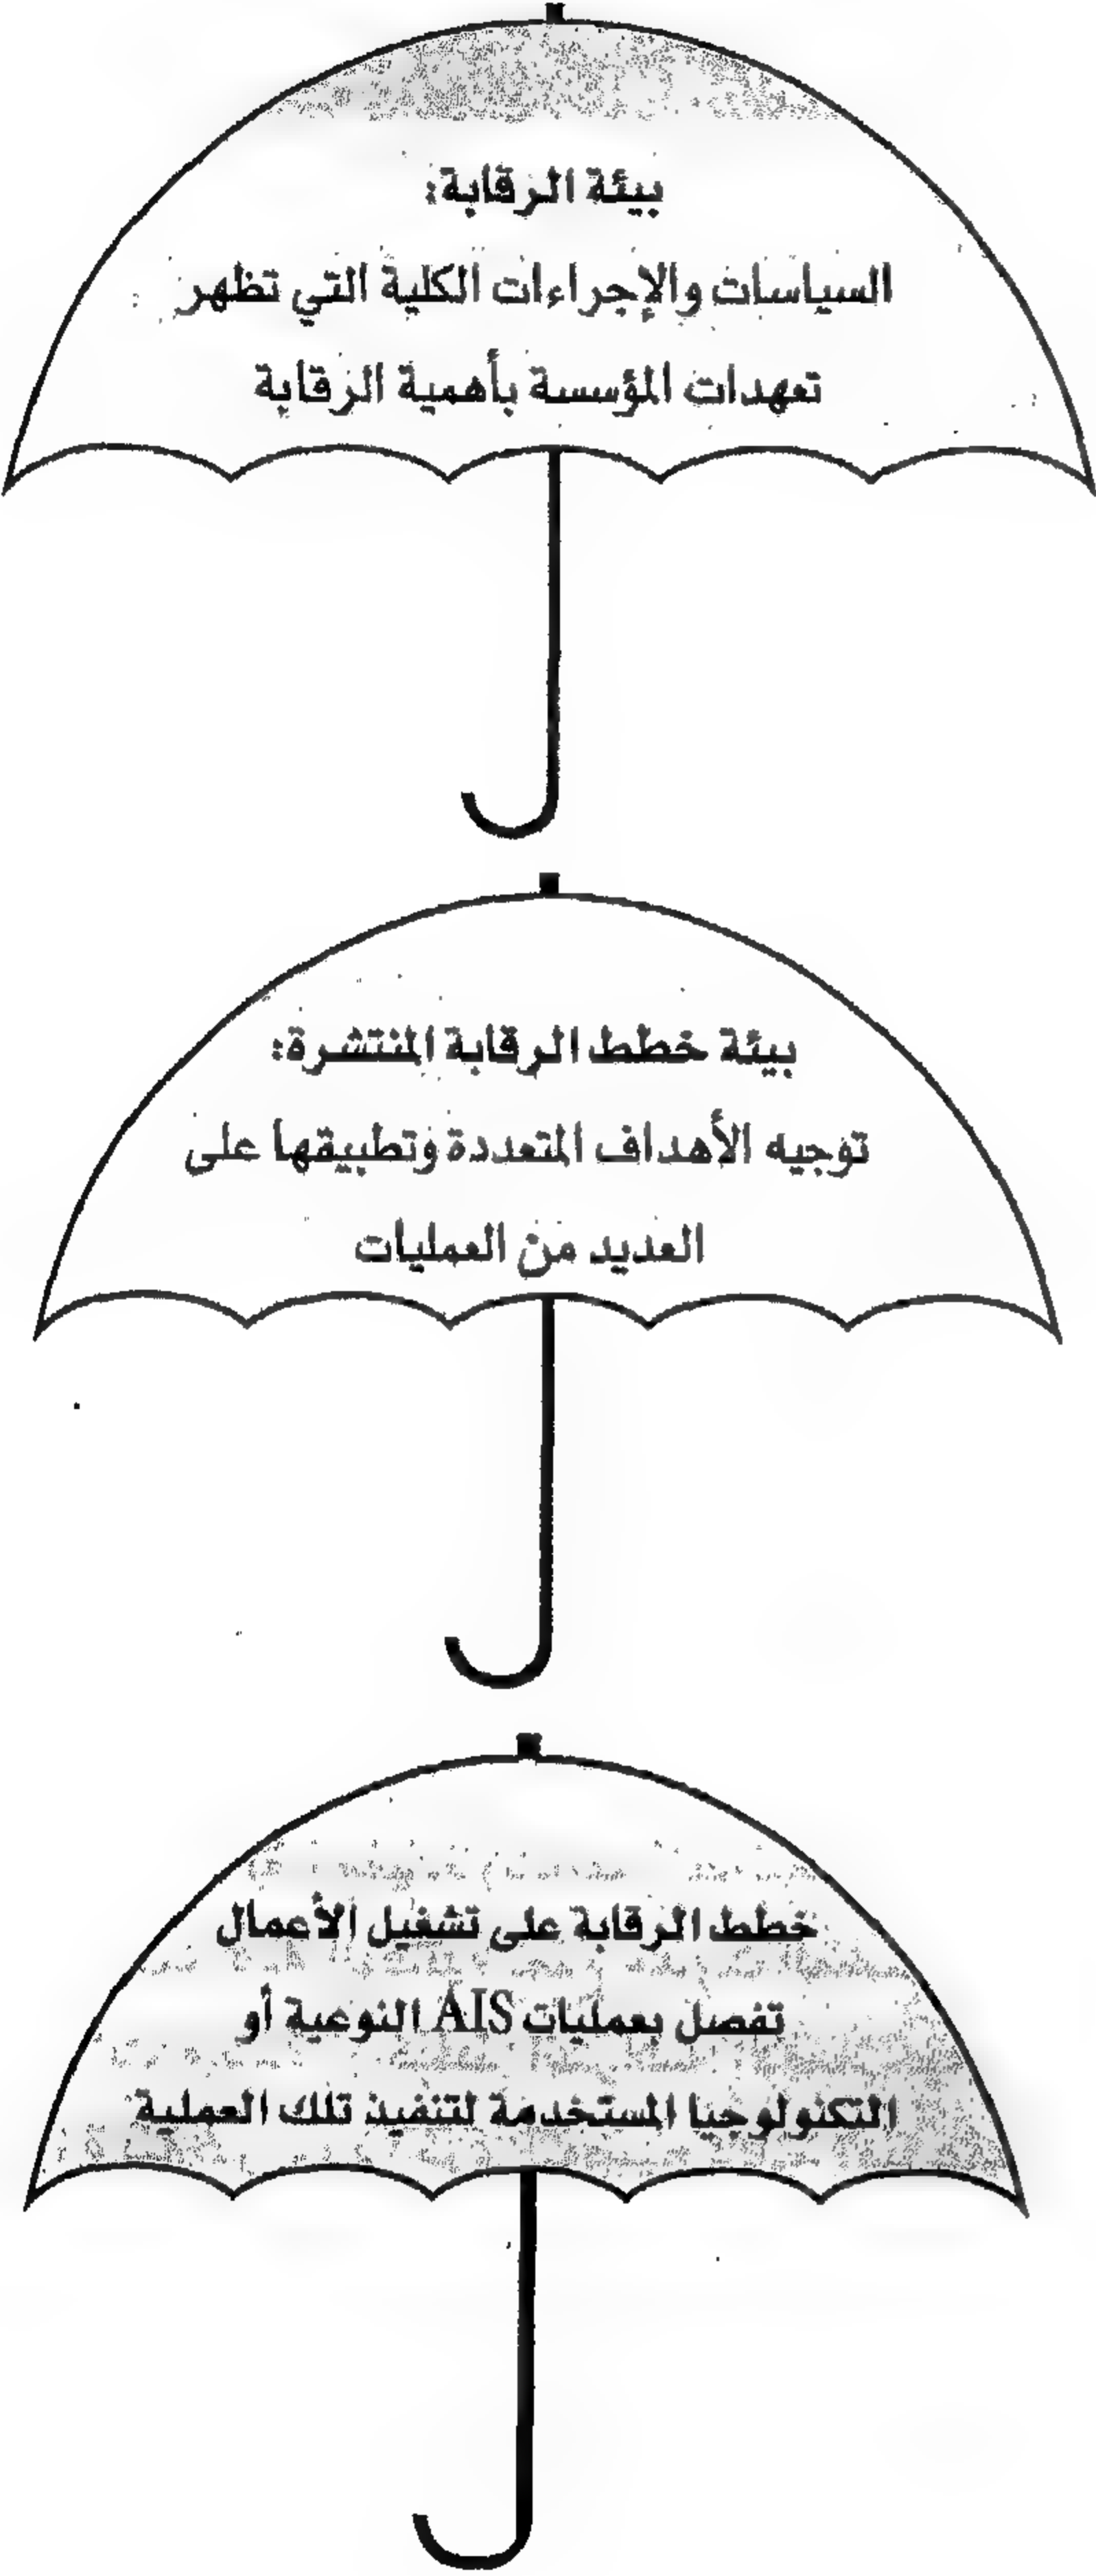 بيئة الرقابة:
السياسات والإجراءات الكلية التي تظهر
تعهدات المؤسسة بأهمية الرقابة
بيئة خطط الرقابة المنتشرة:
توجيه الأهداف المتعددة وتطبيقها على
العديد من العمليات
خطط الرقابة على تشغيل الأعمال
تفصل بعمليات AIS النوعية أو
التكنولوجيا المستخدمة لتنفيذ تلك العملية